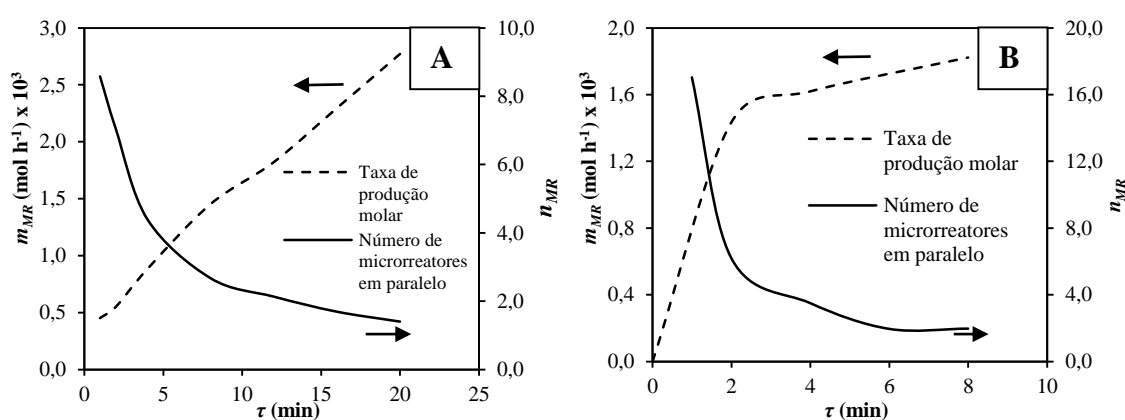 A
3,0
2,5
2,0
1,5
1,0
0,5
0,0
m_MR (mol h⁻¹) x 10³
10,0
8,0
6,0
4,0
2,0
0,0
n_MR
0
5
10
15
20
25
τ (min)
Taxa de
produção
molar
Número de
microrreatores
em paralelo
B
2,0
1,6
1,2
0,8
0,4
0,0
m_MR (mol h⁻¹) x 10³
20,0
16,0
12,0
8,0
4,0
0,0
n_MR
0
2
4
6
8
10
τ (min)
Taxa de
produção molar
Número de
microrreatores
em paralelo